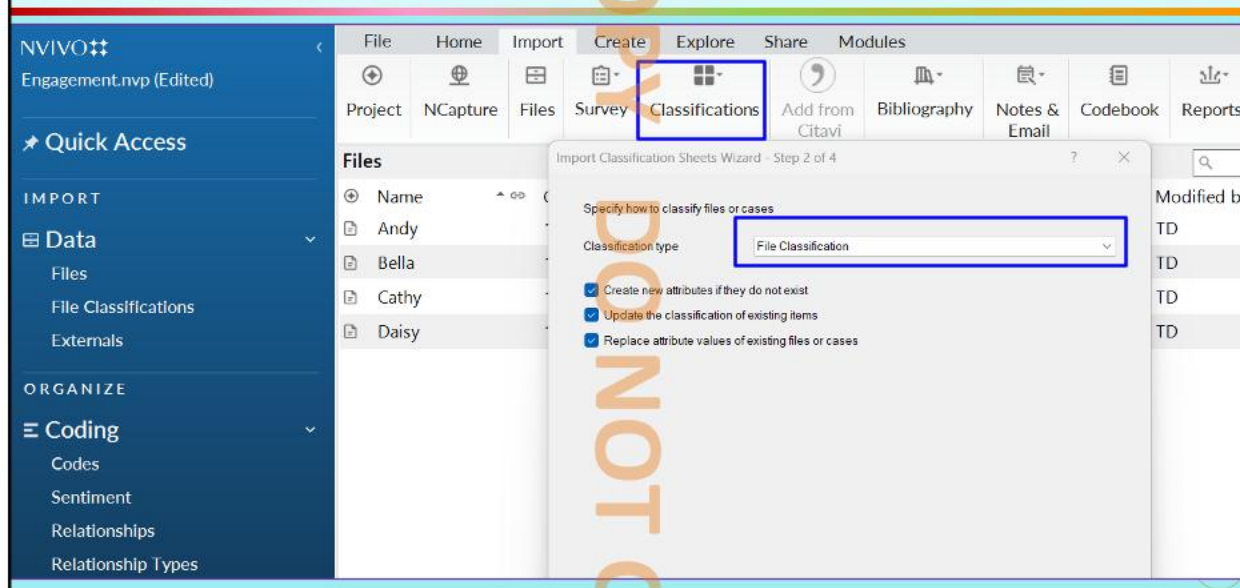 NVIVO
Engagement.nvp (Edited)
Quick Access
IMPORT
Data
Files
File Classifications
Externals
ORGANIZE
Coding
Codes
Sentiment
Relationships
Relationship Types
File Home Import Create Explore Share Modules
Project NCapture Files Survey Classifications Add from Citavi Bibliography Notes & Email Codebook Reports
Files
Name Modified b
Andy TD
Bella TD
Cathy TD
Daisy TD
Import Classification Sheets Wizard - Step 2 of 4 ? ×
Specify how to classify files or cases
Classification type File Classification
Create new attributes if they do not exist
Update the classification of existing items
Replace attribute values of existing files or cases
OPY
DO NOT C